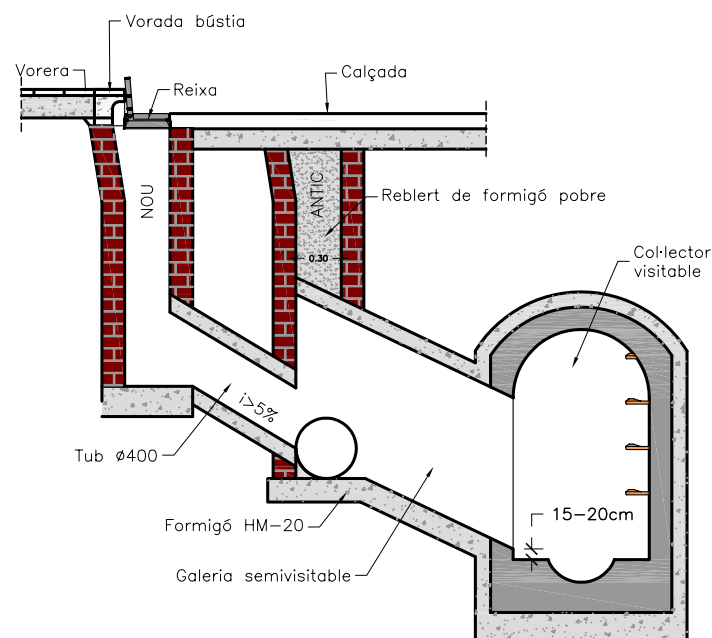 Vorada bústia
Vorera
Reixa
Calçada
NOU
ANTIC
Reblert de formigó pobre
0.30
Col·lector
visitable
i>5%
Tub ø400
15-20cm
Formigó HM-20
Galeria semivisitable